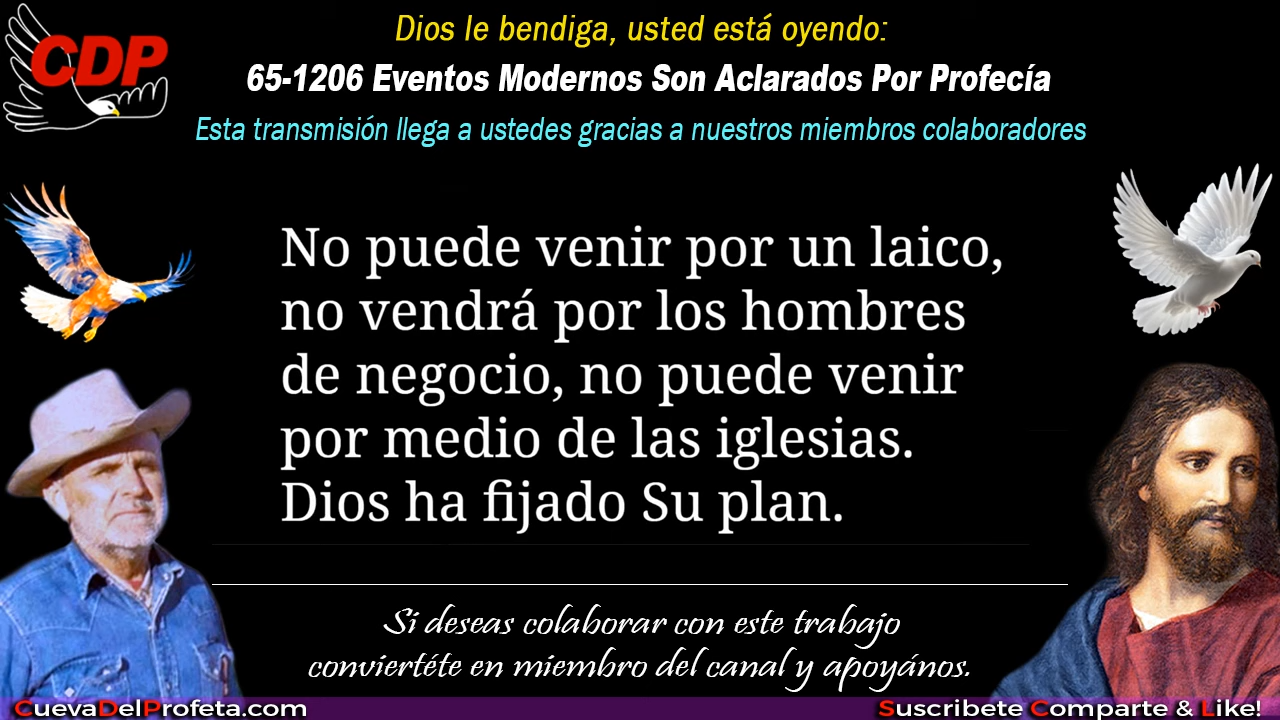 CDP
Dios le bendiga, usted está oyendo:
65-1206 Eventos Modernos Son Aclarados Por Profecía
Esta transmisión llega a ustedes gracias a nuestros miembros colaboradores
No puede venir por un laico,
no vendrá por los hombres
de negocio, no puede venir
por medio de las iglesias.
Dios ha fijado Su plan.
Si deseas colaborar con este trabajo
conviertéte en miembro del canal y apoyános.
CuevaDelProfeta.com
Suscribete Comparte & Like!